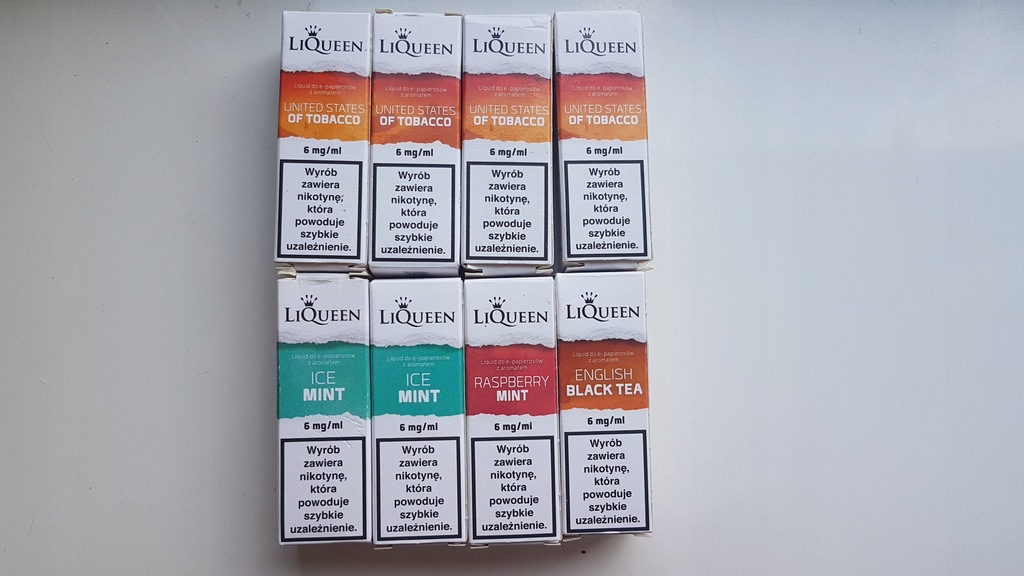 LIQUEEN
Liquid do e-papierosów
z aromatem
UNITED STATES
OF TOBACCO
6 mg/ml
Wyrób
zawiera
nikotynę,
która
powoduje
szybkie
uzależnienie.
LIQUEEN
Liquid do e-papierosów
z aromatem
UNITED STATES
OF TOBACCO
6 mg/ml
Wyrób
zawiera
nikotynę,
która
powoduje
szybkie
uzależnienie.
LIQUEEN
Liquid do e-papierosów
z aromatem
UNITED STATES
OF TOBACCO
6 mg/ml
Wyrób
zawiera
nikotynę,
która
powoduje
szybkie
uzależnienie.
LIQUEEN
Liquid do e-papierosów
z aromatem
UNITED STATES
OF TOBACCO
6 mg/ml
Wyrób
zawiera
nikotynę,
która
powoduje
szybkie
uzależnienie.
LIQUEEN
Liquid do e-papierosów
z aromatem
ICE
MINT
6 mg/ml
Wyrób
zawiera
nikotynę,
która
powoduje
szybkie
uzależnienie.
LIQUEEN
Liquid do e-papierosów
z aromatem
ICE
MINT
6 mg/ml
Wyrób
zawiera
nikotynę,
która
powoduje
szybkie
uzależnienie.
LIQUEEN
Liquid do e-papierosów
z aromatem
RASPBERRY
MINT
6 mg/ml
Wyrób
zawiera
nikotynę,
która
powoduje
szybkie
uzależnienie.
LIQUEEN
Liquid do e-papierosów
z aromatem
ENGLISH
BLACK TEA
6 mg/ml
Wyrób
zawiera
nikotynę,
która
powoduje
szybkie
uzależnienie.